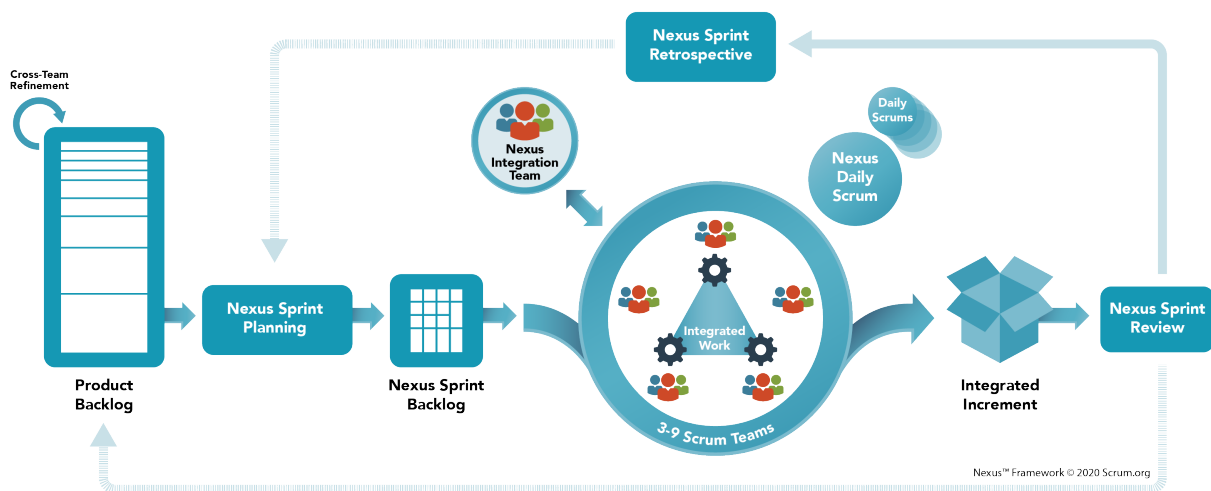 Nexus Sprint
Retrospective
Cross-Team
Refinement
Daily
Scrums
Nexus
Integration
Team
Nexus
Daily
Scrum
Nexus Sprint
Planning
Integrated
Work
Nexus Sprint
Review
Product
Backlog
Nexus Sprint
Backlog
Integrated
Increment
3-9 Scrum Teams
Nexus™ Framework © 2020 Scrum.org